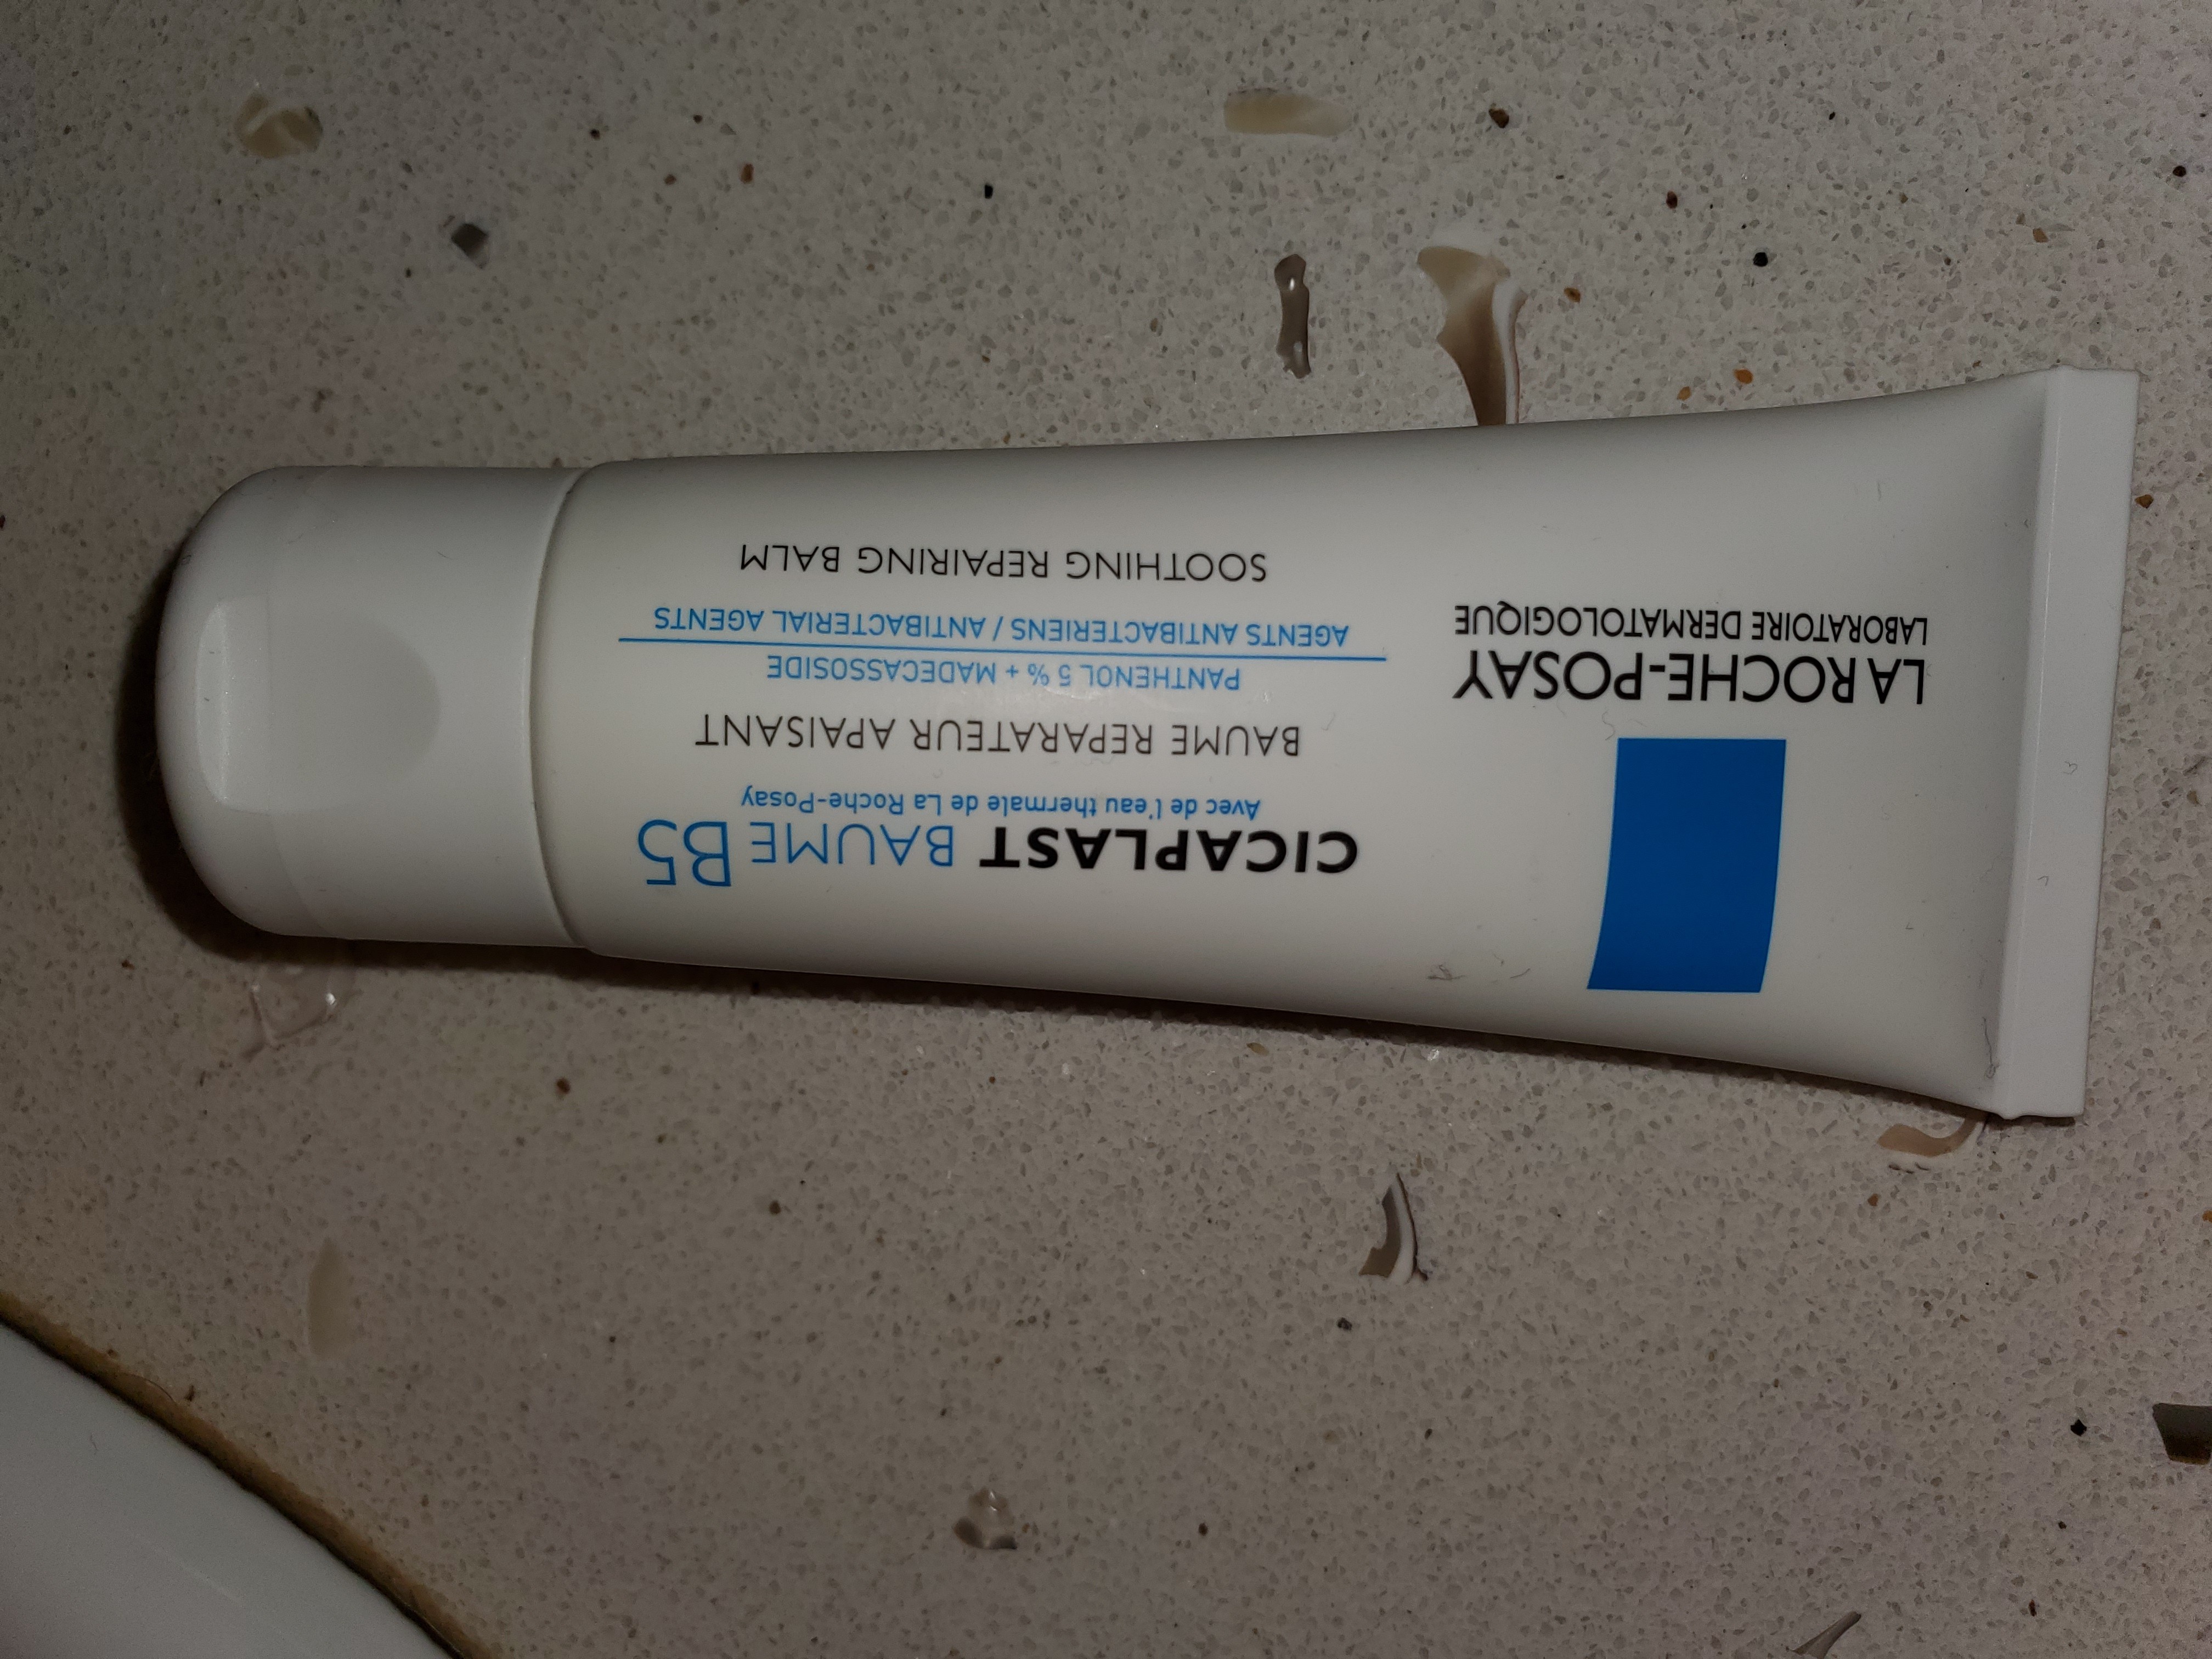 LA ROCHE-POSAY
LABORATOIRE DERMATOLOGIQUE
CICAPLAST BAUME B5
Avec de l'eau thermale de La Roche-Posay
BAUME REPARATEUR APAISANT
PANTHENOL 5 % + MADECASSOSIDE
AGENTS ANTIBACTERIENS / ANTIBACTERIAL AGENTS
SOOTHING REPAIRING BALM